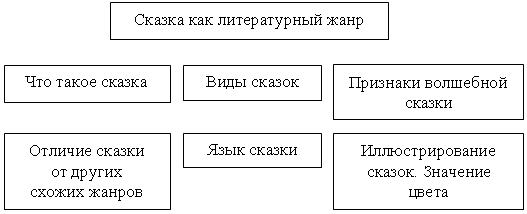 Сказка как литературный жанр
Что такое сказка
Виды сказок
Признаки волшебной
сказки
Отличие сказки
от других
схожих жанров
Язык сказки
Иллюстрирование
сказок. Значение
цвета